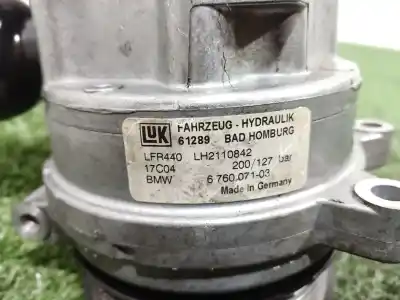 LUK FAHRZEUG - HYDRAULIK
61289 BAD HOMBURG
LFR440 LH2110842
17C04 200/127 bar
BMW 6 760.071-03
Made in Germany